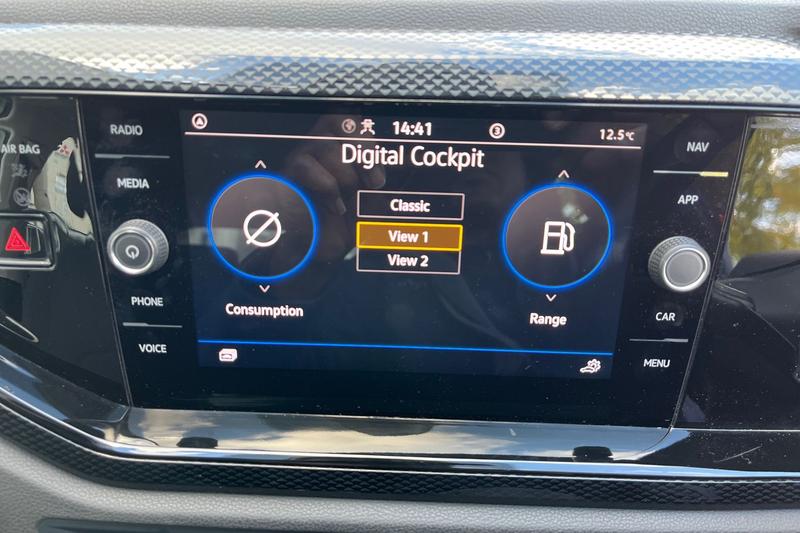 AIR BAG
RADIO
MEDIA
PHONE
VOICE
14:41
3
12.5°C
Digital Cockpit
Classic
View 1
View 2
Consumption
Range
NAV
APP
CAR
MENU